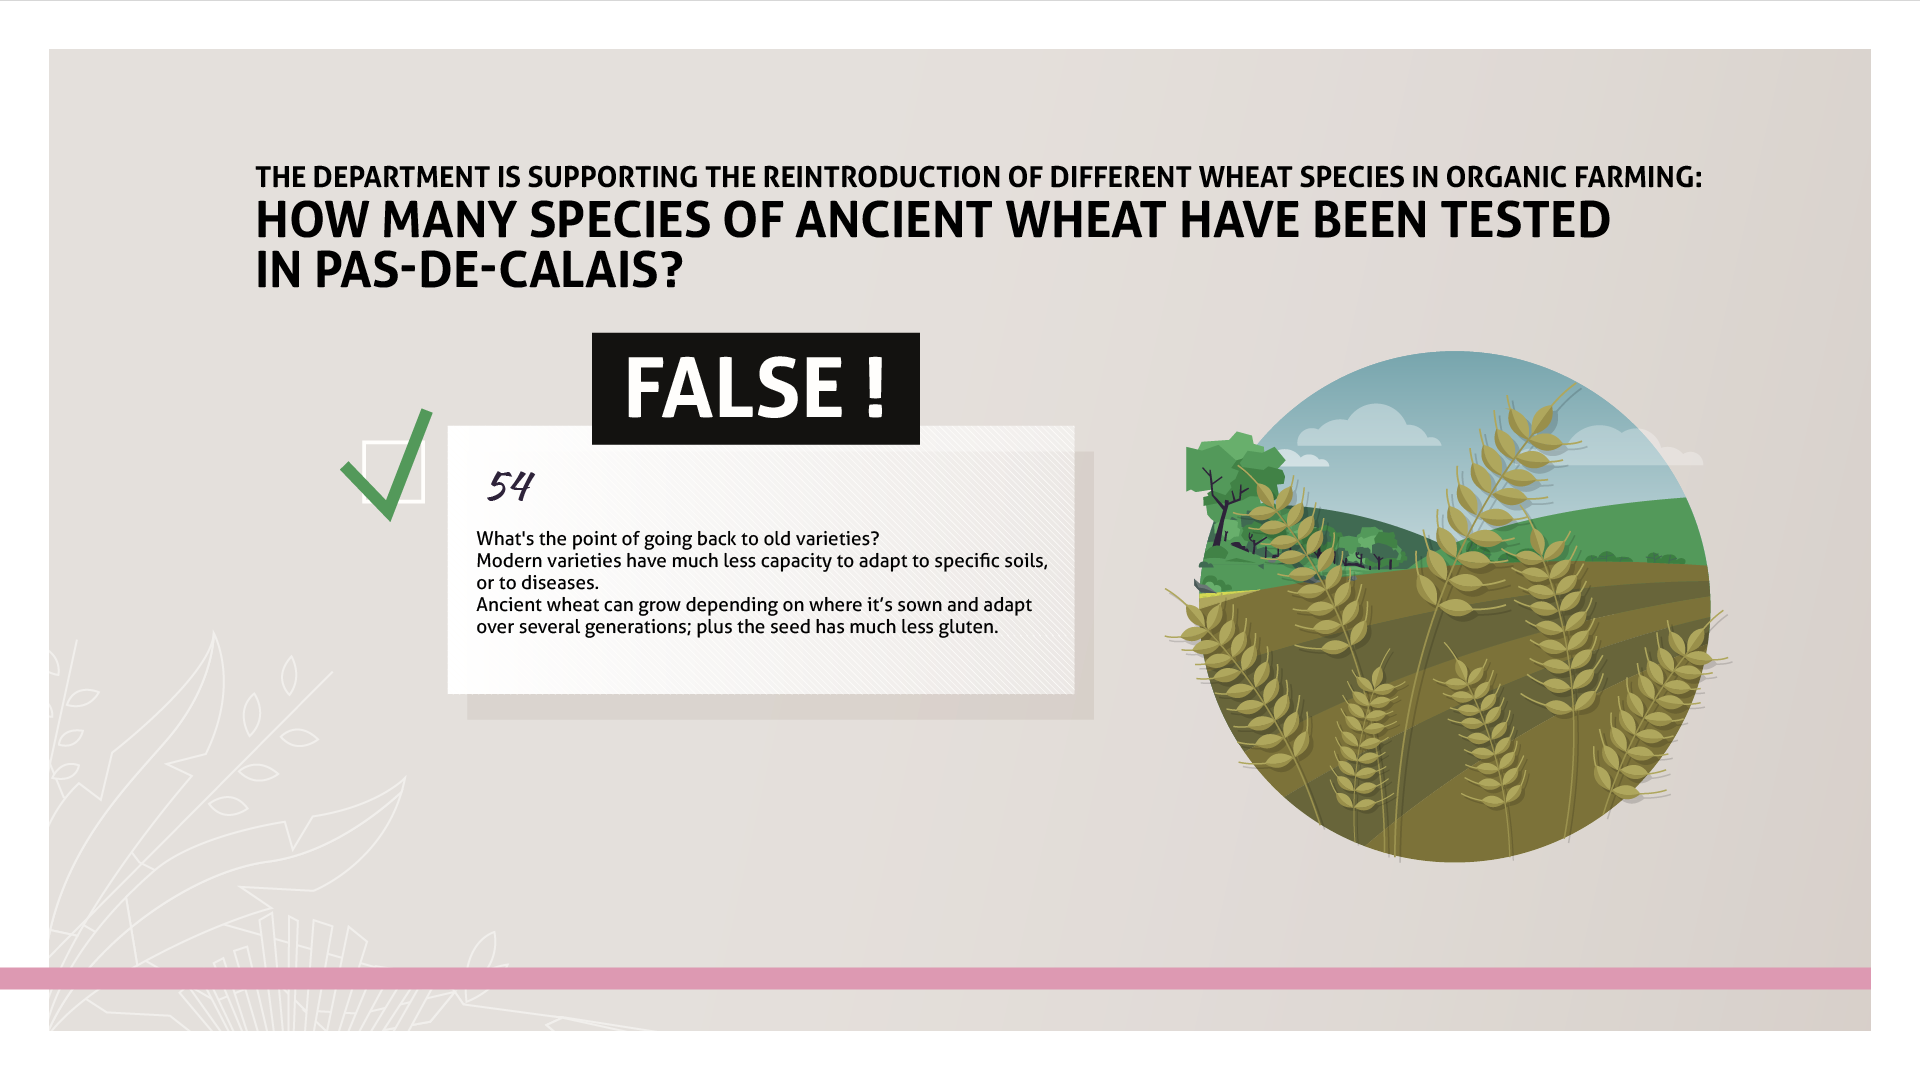 THE DEPARTMENT IS SUPPORTING THE REINTRODUCTION OF DIFFERENT WHEAT SPECIES IN ORGANIC FARMING:
HOW MANY SPECIES OF ANCIENT WHEAT HAVE BEEN TESTED
IN PAS-DE-CALAIS?
FALSE !
54
What's the point of going back to old varieties?
Modern varieties have much less capacity to adapt to specific soils,
or to diseases.
Ancient wheat can grow depending on where it’s sown and adapt
over several generations; plus the seed has much less gluten.